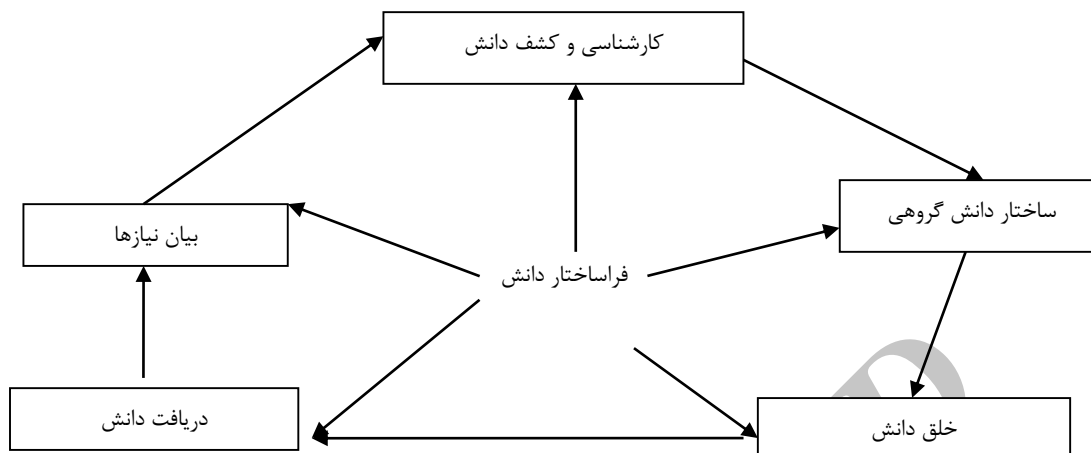 کارشناسی و کشف دانش
ساختار دانش گروهی
بیان نیازها
فراساختار دانش
دریافت دانش
خلق دانش